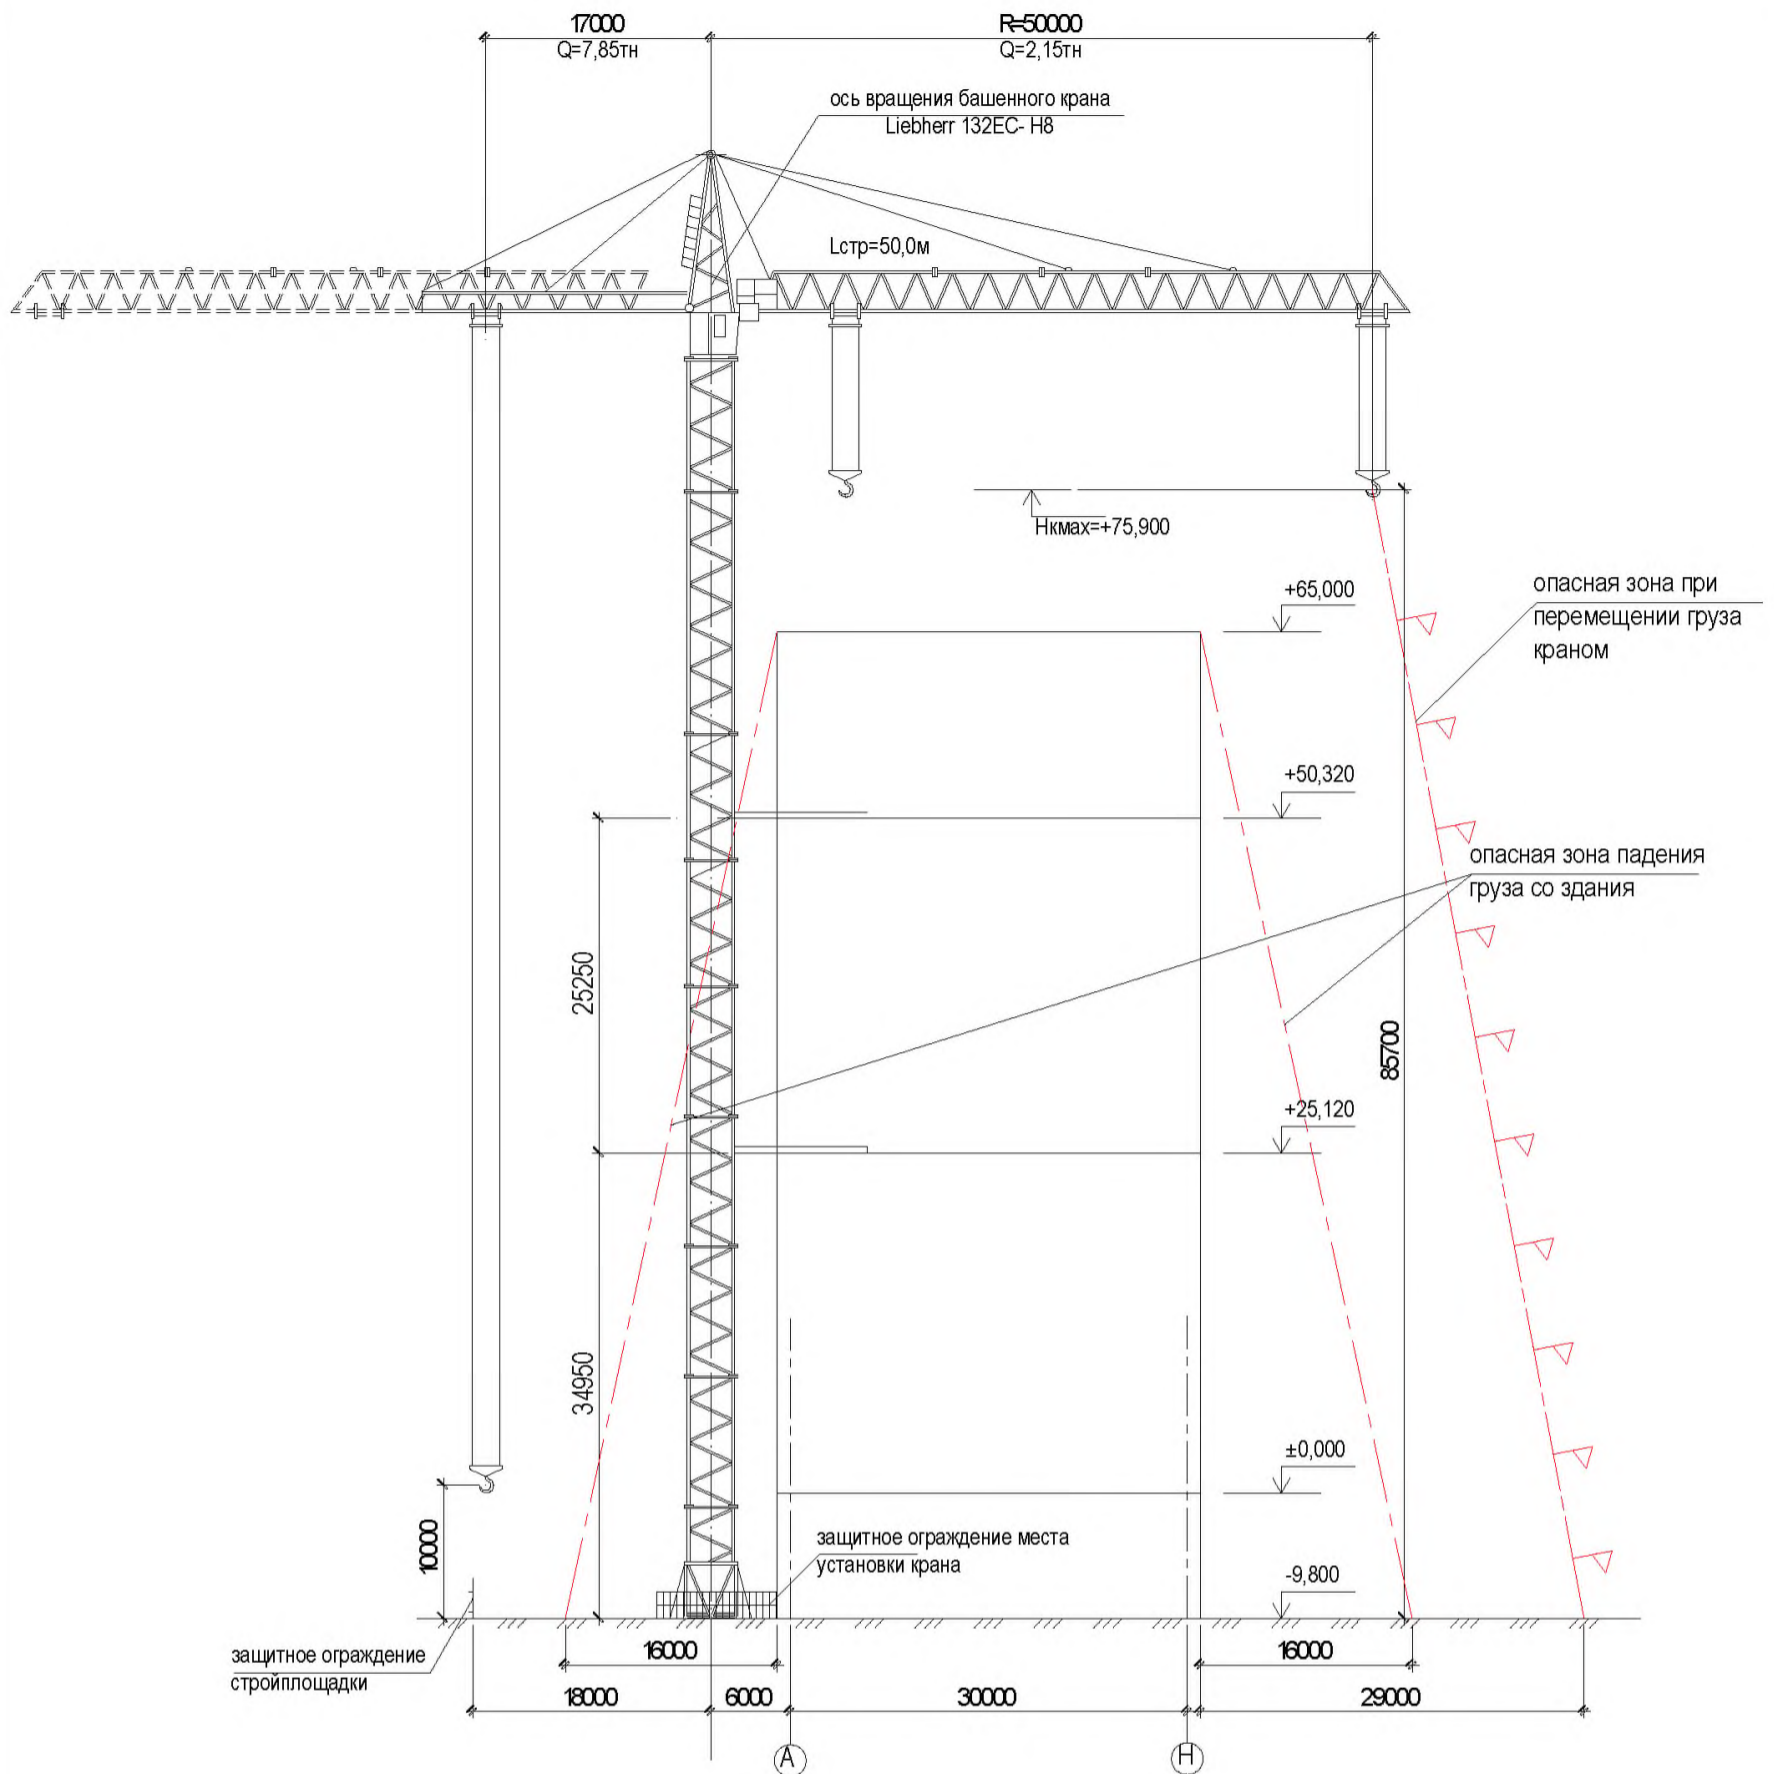 17000
Q=7,85тн
R=50000
Q=2,15тн
ось вращения башенного крана
Liebherr 132EC- H8
Lстр=50,0м
Нкмах=+75,900
+65,000
опасная зона при
перемещении груза
краном
+50,320
опасная зона падения
груза со здания
25250
85700
+25,120
34950
±0,000
10000
защитное ограждение места
установки крана
-9,800
защитное ограждение
стройплощадки
16000
16000
18000
6000
30000
29000
А
Н